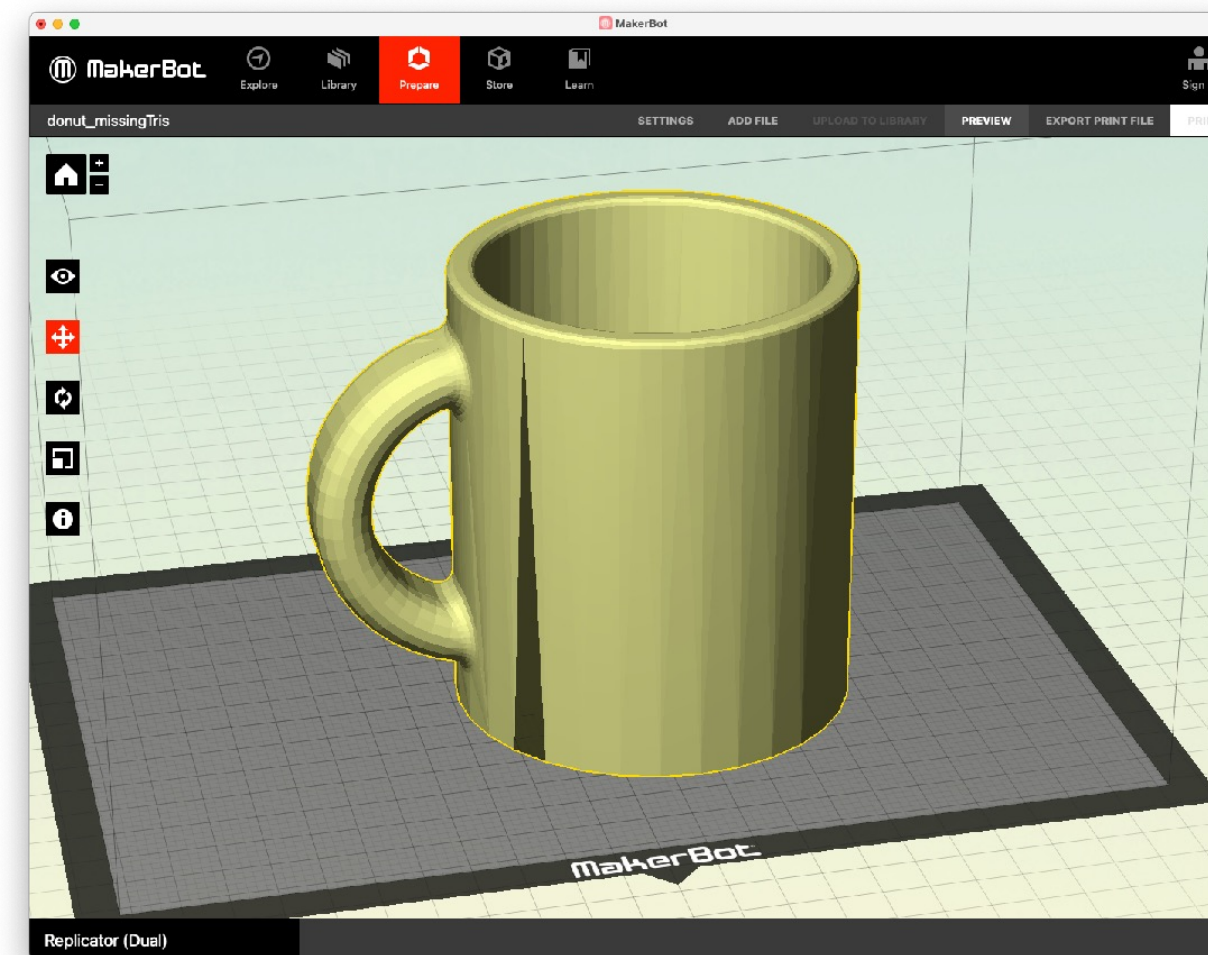 MakerBot
MakerBot
Explore
Library
Prepare
Store
Learn
Sign
donut_missingTris
SETTINGS
ADD FILE
UPLOAD TO LIBRARY
PREVIEW
EXPORT PRINT FILE
MakerBot
Replicator (Dual)